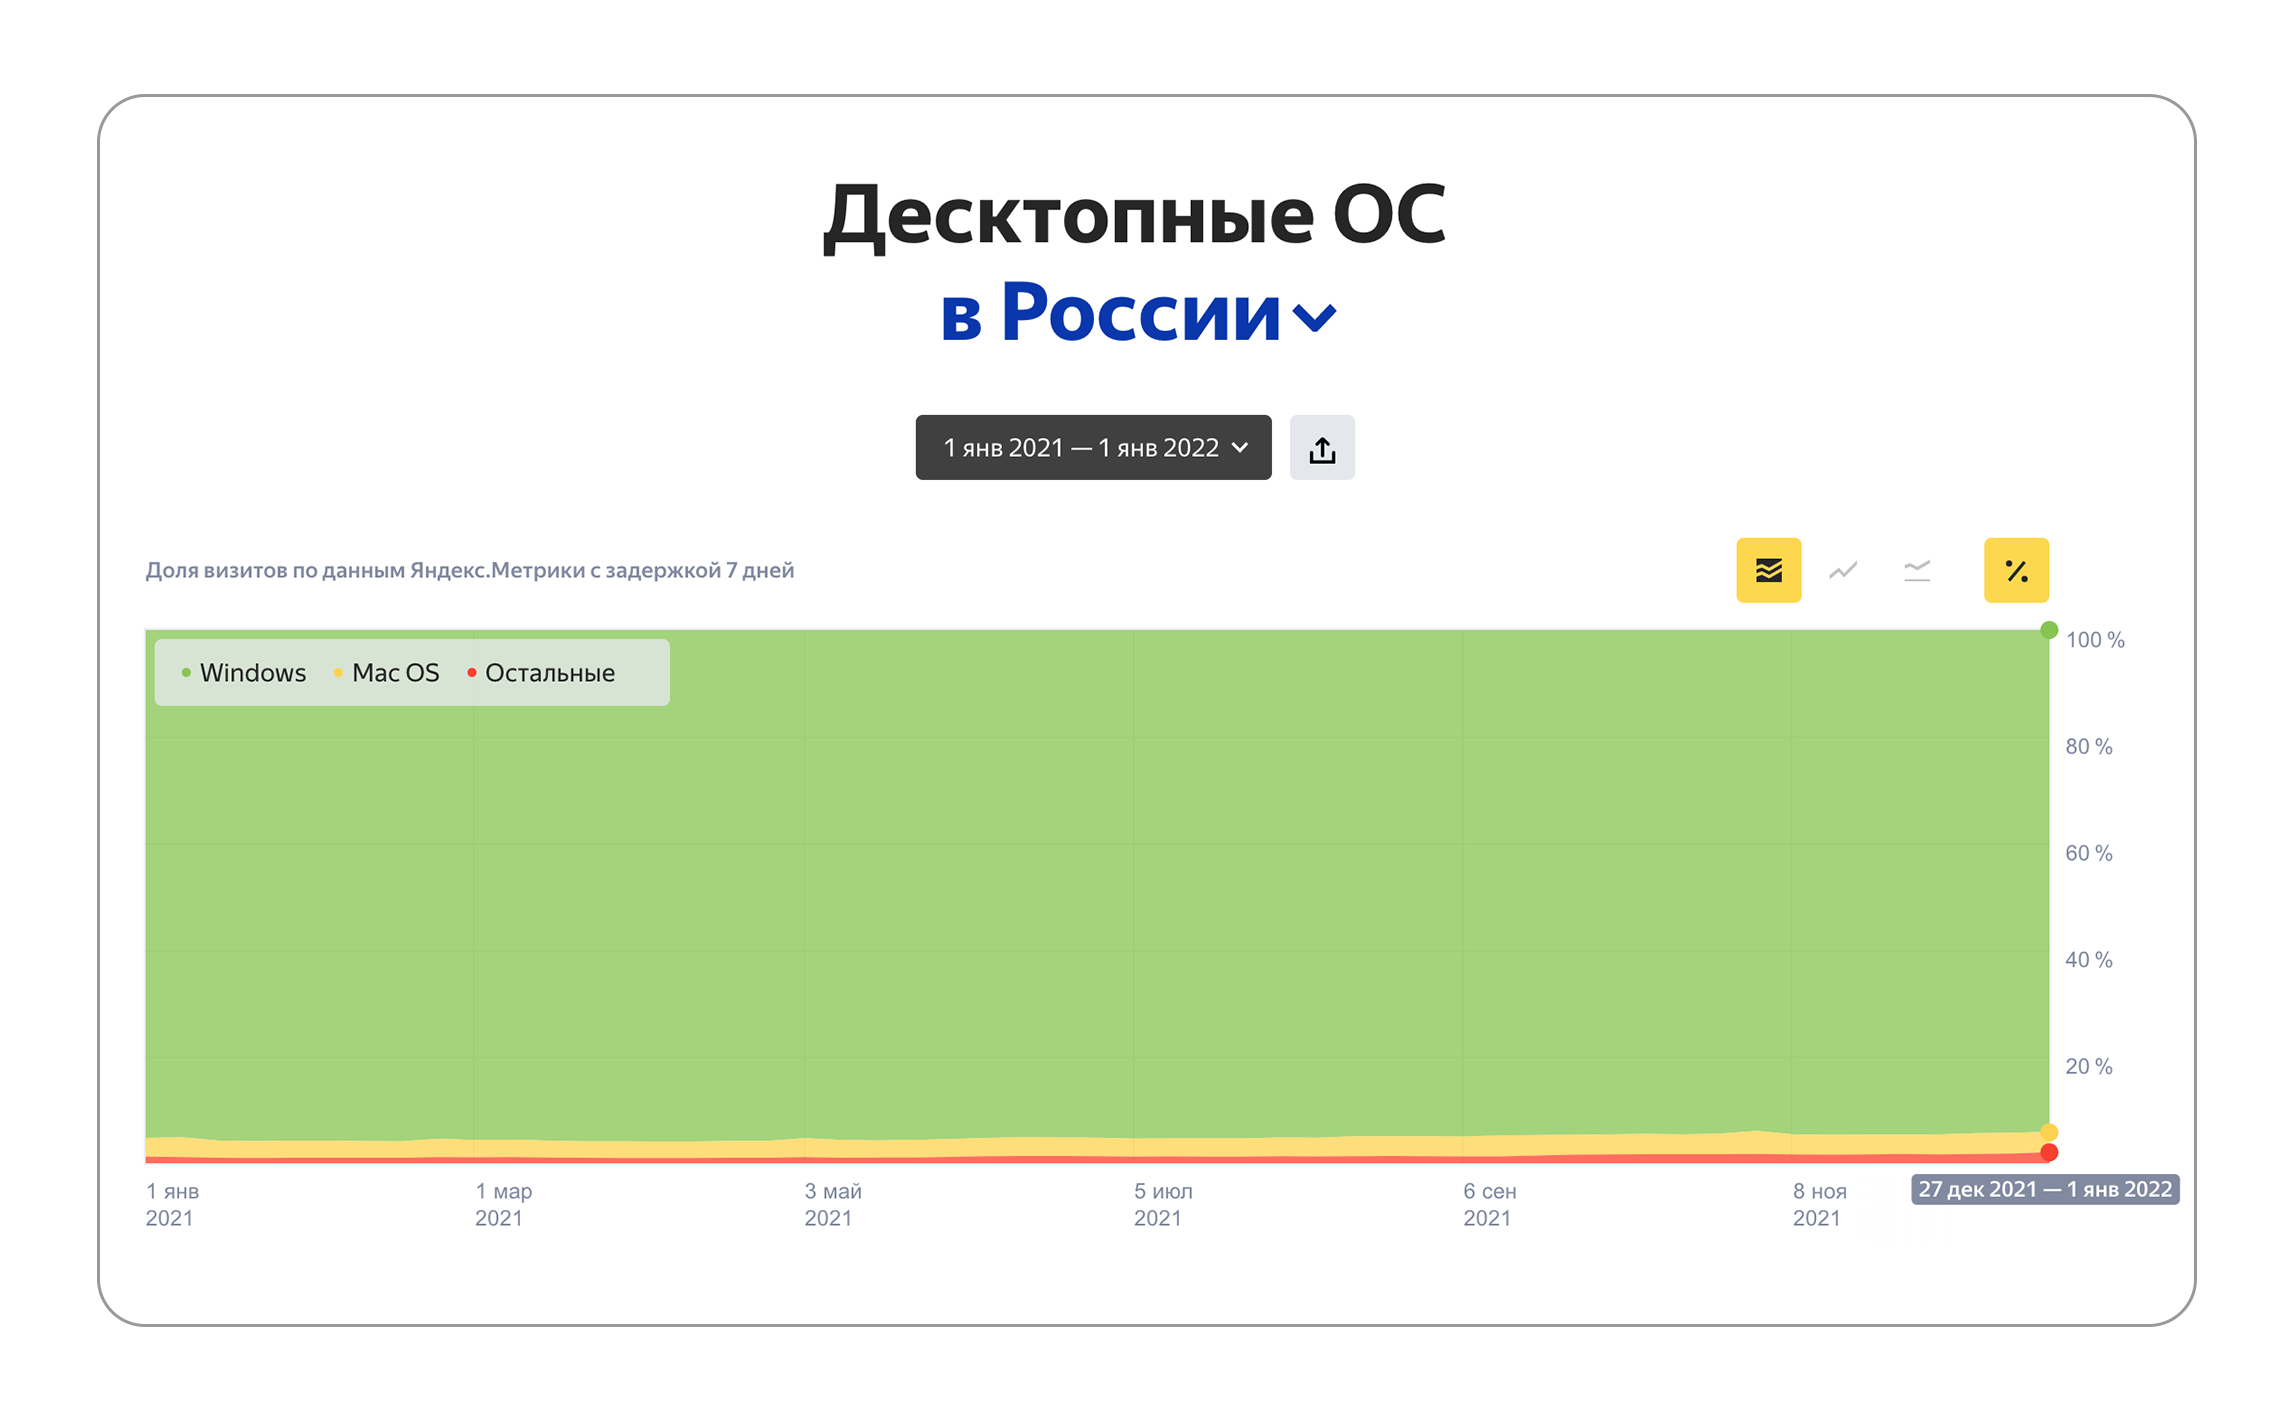 Десктопные ОС
в России
1 янв 2021 — 1 янв 2022
Доля визитов по данным Яндекс.Метрики с задержкой 7 дней
Windows Mac OS Остальные
100 %
80 %
60 %
40 %
20 %
1 янв 2021
1 мар 2021
3 май 2021
5 июл 2021
6 сен 2021
8 ноя 2021
27 дек 2021 — 1 янв 2022